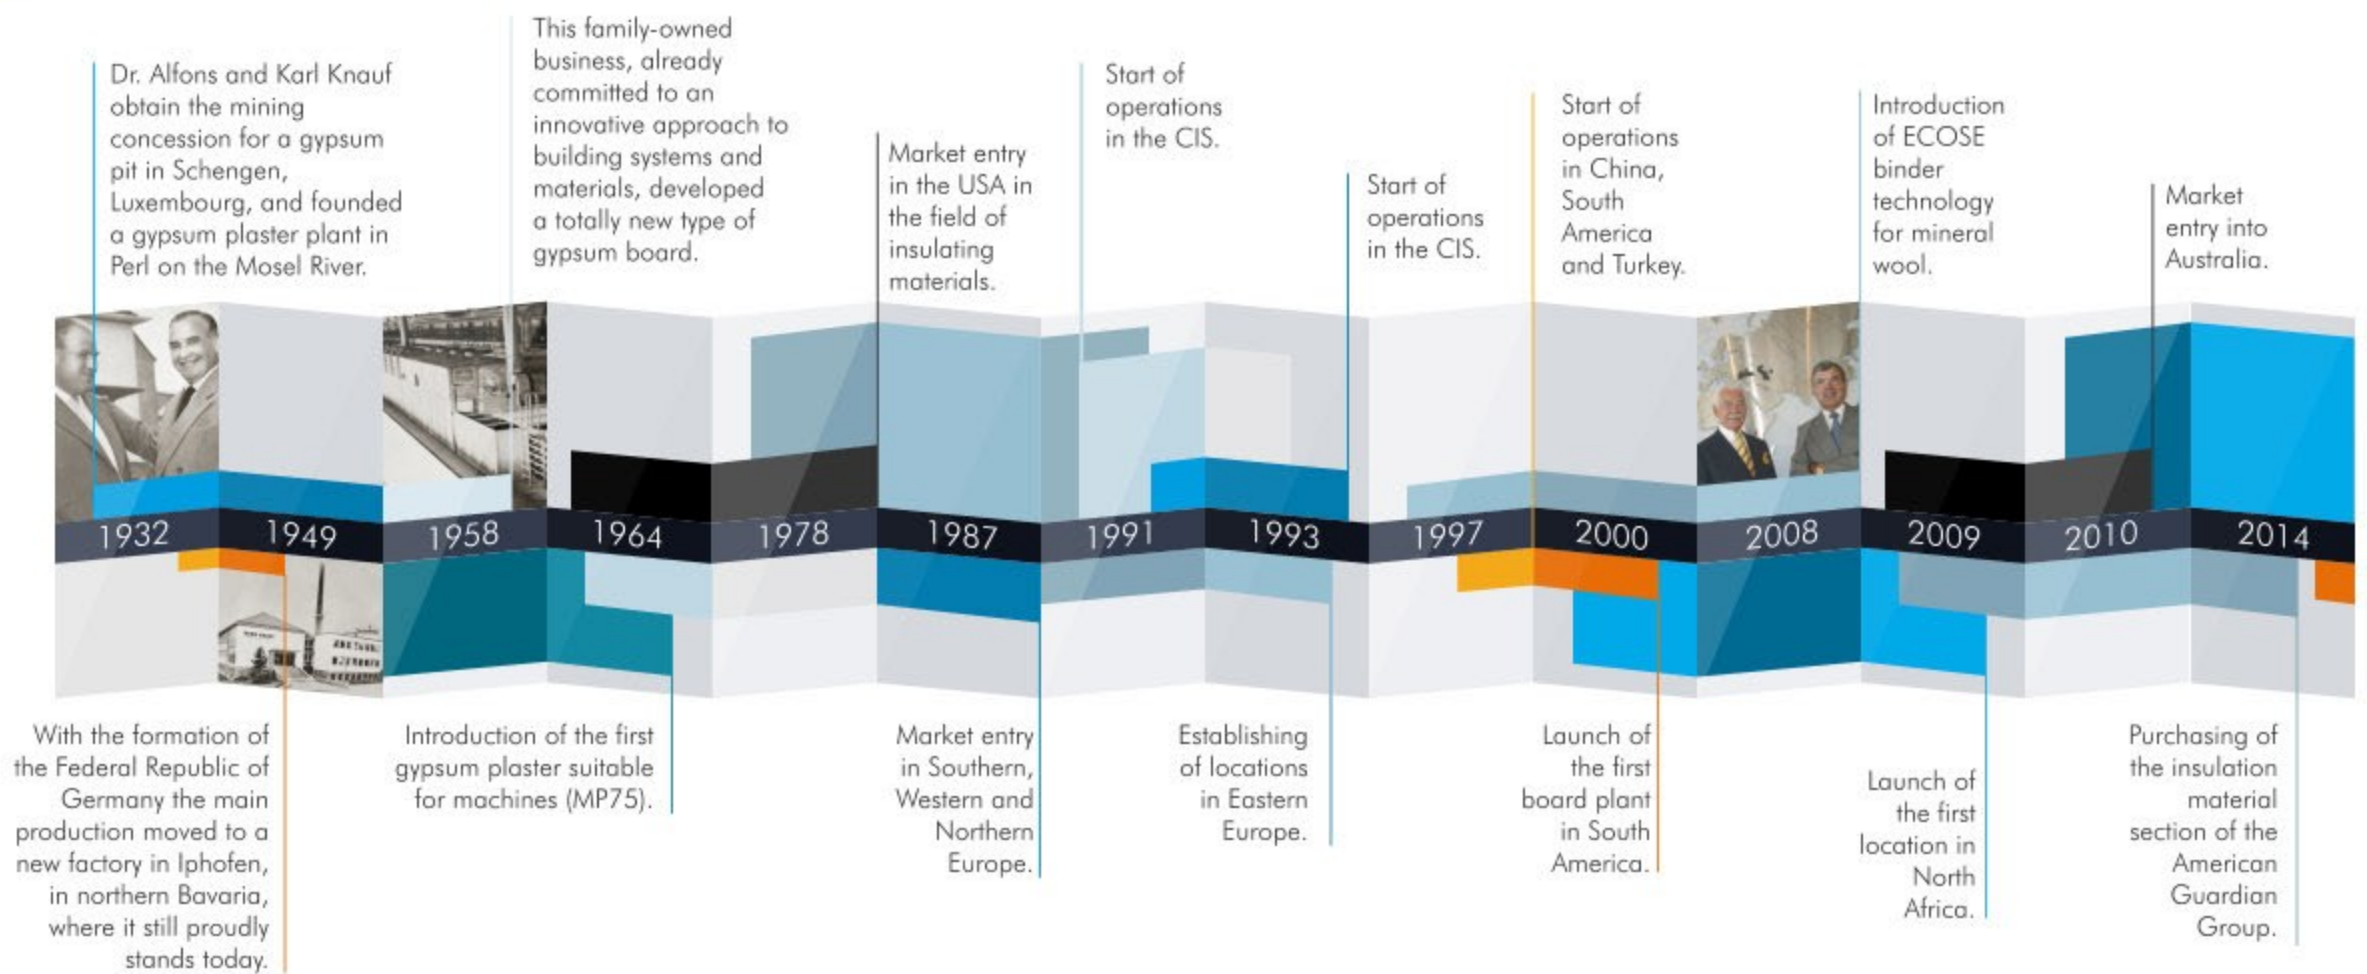 Dr. Alfons and Karl Knauf
obtain the mining
concession for a gypsum
pit in Schengen,
Luxembourg, and founded
a gypsum plaster plant in
Perl on the Mosel River.
This family-owned
business, already
committed to an
innovative approach to
building systems and
materials, developed
a totally new type of
gypsum board.
Market entry
in the USA in
the field of
insulating
materials.
Start of
operations
in the CIS.
Start of
operations
in the CIS.
Start of
operations
in China,
South
America
and Turkey.
Introduction
of ECOSE
binder
technology
for mineral
wool.
Market
entry into
Australia.
1932
1949
1958
1964
1978
1987
1991
1993
1997
2000
2008
2009
2010
2014
With the formation of
the Federal Republic of
Germany the main
production moved to a
new factory in Iphofen,
in northern Bavaria,
where it still proudly
stands today.
Introduction of the first
gypsum plaster suitable
for machines (MP75).
Market entry
in Southern,
Western and
Northern
Europe.
Establishing
of locations
in Eastern
Europe.
Launch of
the first
board plant
in South
America.
Launch of
the first
location in
North
Africa.
Purchasing of
the insulation
material
section of the
American
Guardian
Group.